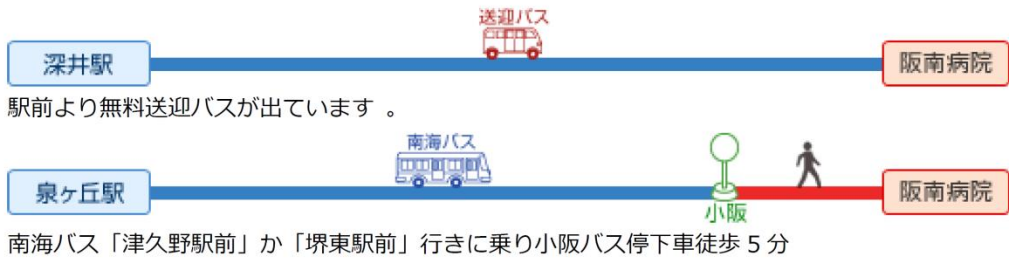 送迎バス
深井駅
阪南病院
駅前より無料送迎バスが出ています 。
南海バス
泉ヶ丘駅
阪南病院
小阪
南海バス「津久野駅前」か「堺東駅前」行きに乗り小阪バス停下車徒歩 5 分